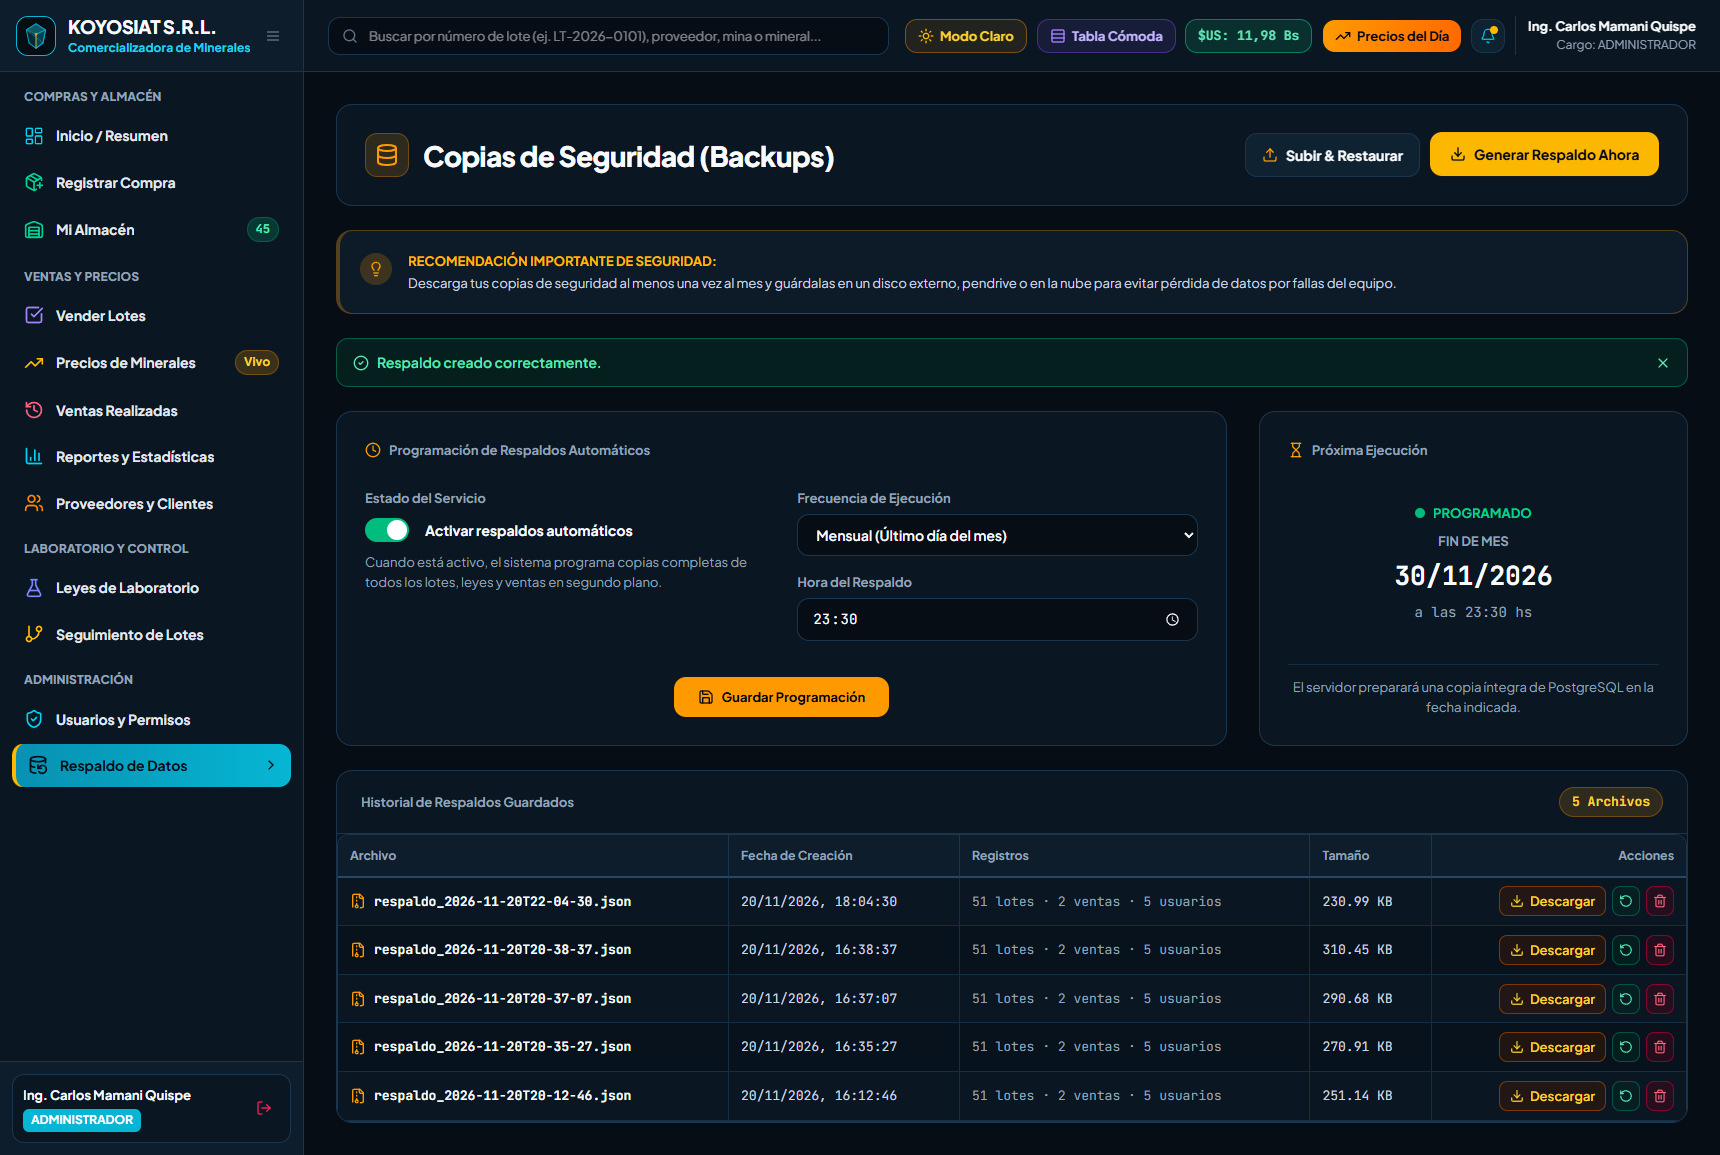 KOYOSIAT S.R.L.
Comercializadora de Minerales
Buscar por número de lote (ej. LT-2026-0101), proveedor, mina o mineral...
Modo Claro
Tabla Cómoda
$US: 11,98 Bs
Precios del Día
Ing. Carlos Mamani Quispe
Cargo: ADMINISTRADOR
COMPRAS Y ALMACÉN
Inicio / Resumen
Registrar Compra
Mi Almacén
45
VENTAS Y PRECIOS
Vender Lotes
Precios de Minerales
Vivo
Ventas Realizadas
Reportes y Estadísticas
Proveedores y Clientes
LABORATORIO Y CONTROL
Leyes de Laboratorio
Seguimiento de Lotes
ADMINISTRACIÓN
Usuarios y Permisos
Respaldo de Datos
Ing. Carlos Mamani Quispe
ADMINISTRADOR
Copias de Seguridad (Backups)
Subir & Restaurar
Generar Respaldo Ahora
RECOMENDACIÓN IMPORTANTE DE SEGURIDAD:
Descarga tus copias de seguridad al menos una vez al mes y guárdalas en un disco externo, pendrive o en la nube para evitar pérdida de datos por fallas del equipo.
Respaldo creado correctamente.
Programación de Respaldos Automáticos
Estado del Servicio
Activar respaldos automáticos
Cuando está activo, el sistema programa copias completas de
todos los lotes, leyes y ventas en segundo plano.
Frecuencia de Ejecución
Mensual (Último día del mes)
Hora del Respaldo
23:30
Guardar Programación
Próxima Ejecución
PROGRAMADO
FIN DE MES
30/11/2026
a las 23:30 hs
El servidor preparará una copia íntegra de PostgreSQL en la
fecha indicada.
Historial de Respaldos Guardados
5 Archivos
Archivo Fecha de Creación Registros Tamaño Acciones
respaldo_2026-11-20T22-04-30.json 20/11/2026, 18:04:30 51 lotes · 2 ventas · 5 usuarios 230.99 KB Descargar
respaldo_2026-11-20T20-38-37.json 20/11/2026, 16:38:37 51 lotes · 2 ventas · 5 usuarios 310.45 KB Descargar
respaldo_2026-11-20T20-37-07.json 20/11/2026, 16:37:07 51 lotes · 2 ventas · 5 usuarios 290.68 KB Descargar
respaldo_2026-11-20T20-35-27.json 20/11/2026, 16:35:27 51 lotes · 2 ventas · 5 usuarios 270.91 KB Descargar
respaldo_2026-11-20T20-12-46.json 20/11/2026, 16:12:46 51 lotes · 2 ventas · 5 usuarios 251.14 KB Descargar